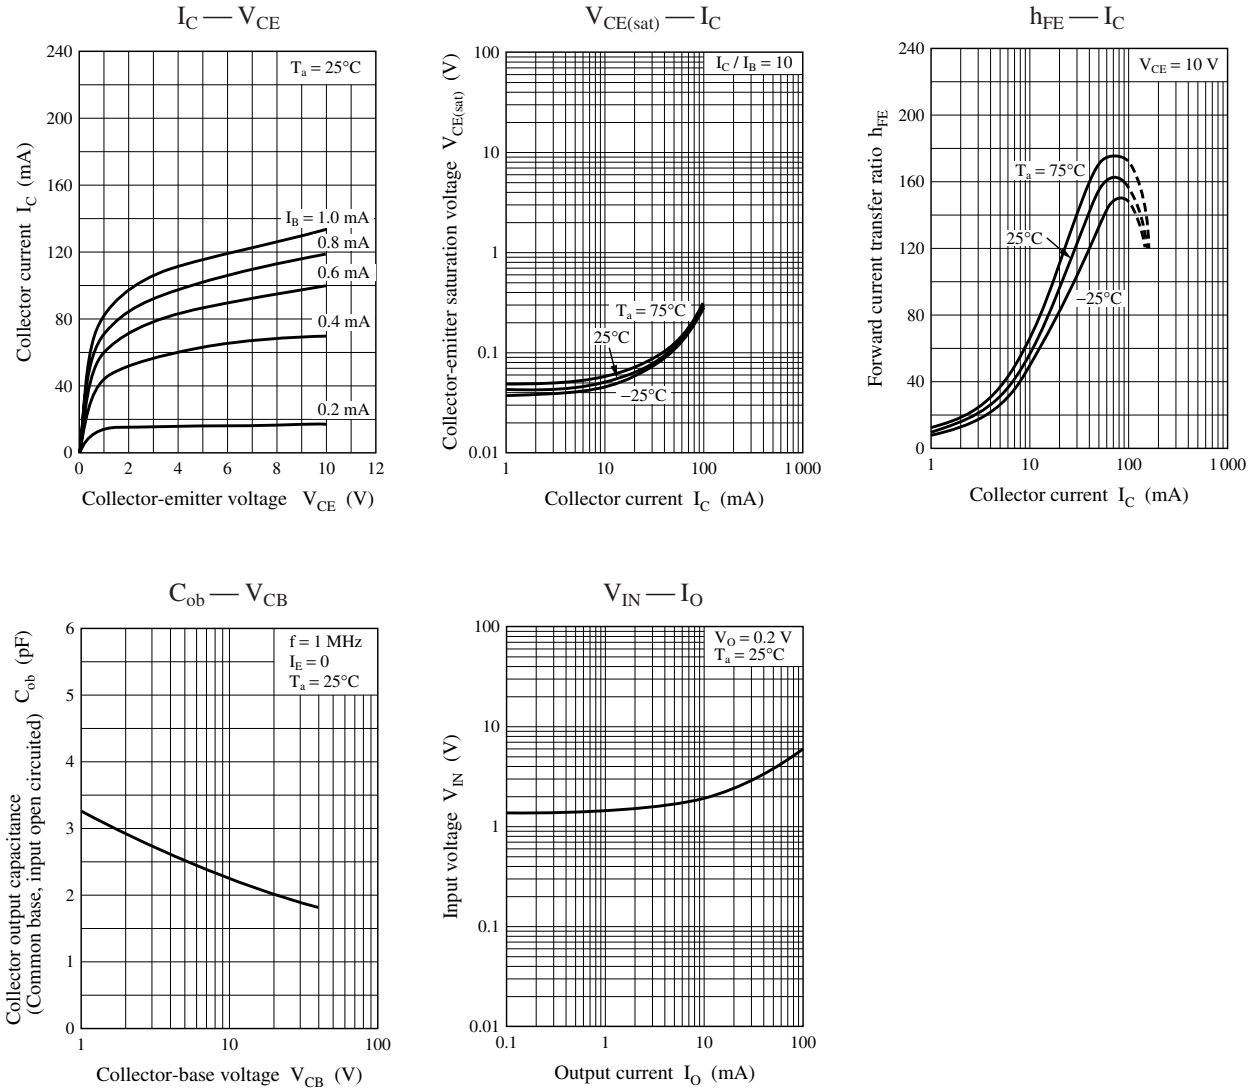 I_C — V_CE
240
200
160
120
80
40
0
0 2 4 6 8 10 12
T_a = 25°C
I_B = 1.0 mA
0.8 mA
0.6 mA
0.4 mA
0.2 mA
Collector current I_C (mA)
Collector-emitter voltage V_CE (V)
V_CE(sat) — I_C
100
10
1
0.1
0.01
1 10 100 1 000
I_C / I_B = 10
T_a = 75°C
25°C
−25°C
Collector-emitter saturation voltage V_CE(sat) (V)
Collector current I_C (mA)
h_FE — I_C
240
200
160
120
80
40
0
1 10 100 1 000
V_CE = 10 V
T_a = 75°C
25°C
−25°C
Forward current transfer ratio h_FE
Collector current I_C (mA)
C_ob — V_CB
6
5
4
3
2
1
0
1 10 100
f = 1 MHz
I_E = 0
T_a = 25°C
Collector output capacitance
(Common base, input open circuited) C_ob (pF)
Collector-base voltage V_CB (V)
V_IN — I_O
100
10
1
0.1
0.01
0.1 1 10 100
V_O = 0.2 V
T_a = 25°C
Input voltage V_IN (V)
Output current I_O (mA)